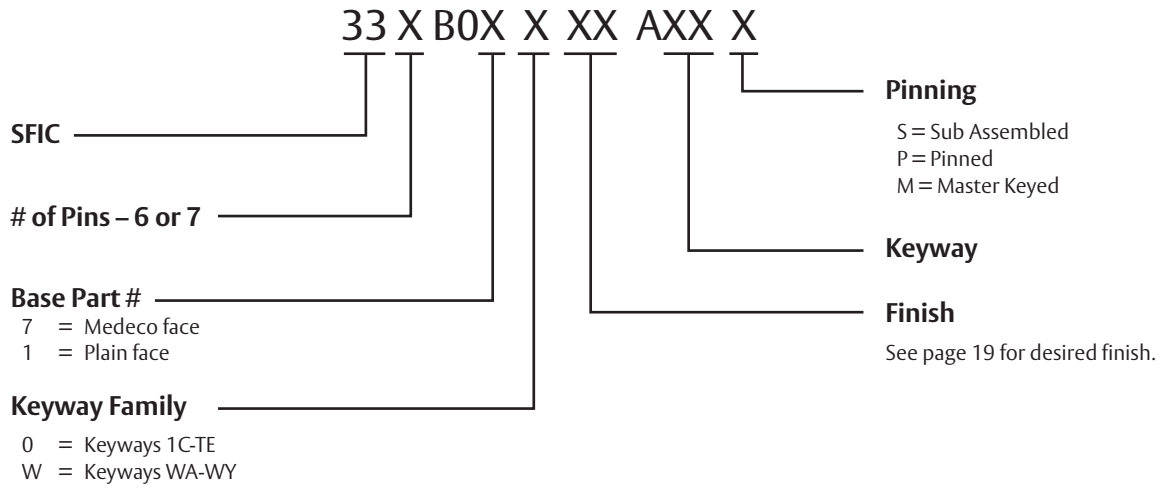 33 X B0X X XX AXX X
SFIC
# of Pins – 6 or 7
Base Part #
7 = Medeco face
1 = Plain face
Keyway Family
0 = Keyways 1C-TE
W = Keyways WA-WY
Pinning
S = Sub Assembled
P = Pinned
M = Master Keyed
Keyway
Finish
See page 19 for desired finish.